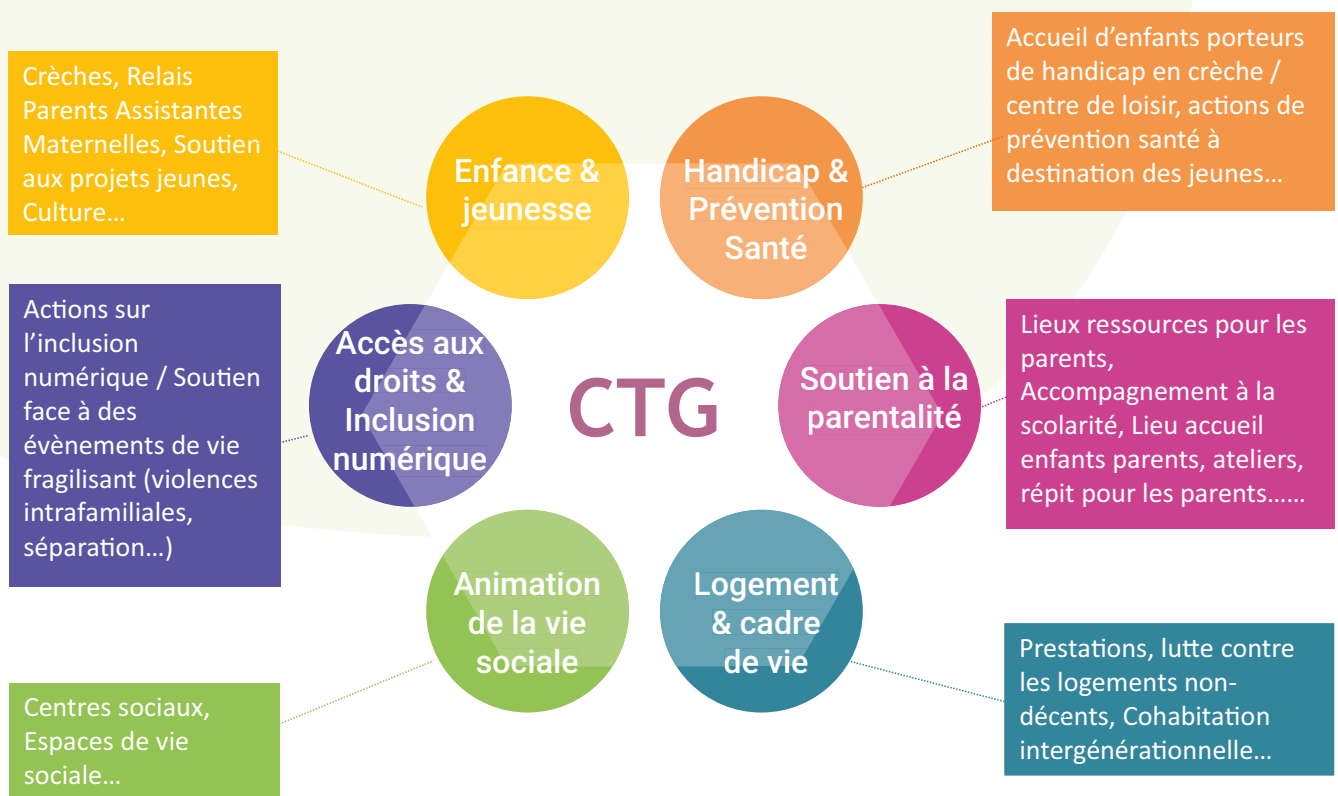 Crèches, Relais
Parents Assistantes
Maternelles, Soutien
aux projets jeunes,
Culture…
Enfance &
jeunesse
Handicap &
Prévention
Santé
Accueil d’enfants porteurs
de handicap en crèche /
centre de loisir, actions de
prévention santé à
destination des jeunes…
Actions sur
l’inclusion
numérique / Soutien
face à des
évènements de vie
fragilisant (violences
intrafamiliales,
séparation…)
Accès aux
droits &
Inclusion
numérique
CTG
Soutien à la
parentalité
Lieux ressources pour les
parents,
Accompagnement à la
scolarité, Lieu accueil
enfants parents, ateliers,
répit pour les parents……
Centres sociaux,
Espaces de vie
sociale…
Animation
de la vie
sociale
Logement
& cadre
de vie
Prestations, lutte contre
les logements non-
décents, Cohabitation
intergénérationnelle…